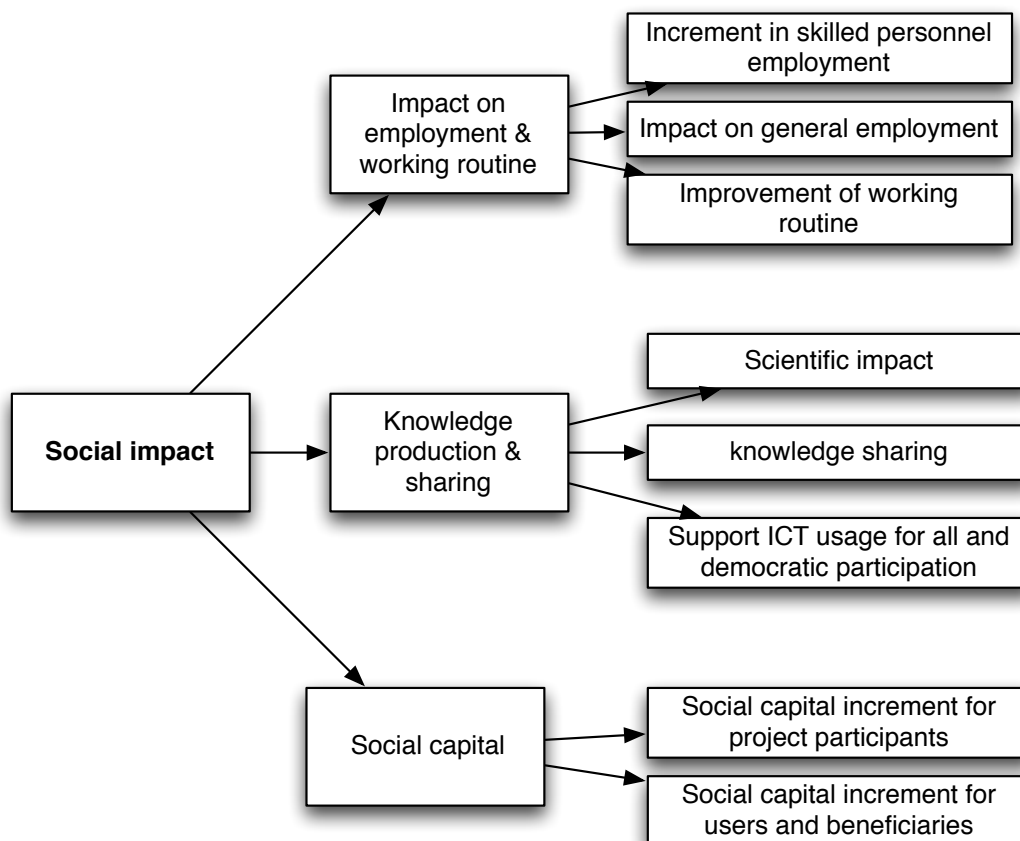 Social impact
Impact on
employment &
working routine
Increment in skilled personnel
employment
Impact on general employment
Improvement of working
routine
Knowledge
production &
sharing
Scientific impact
knowledge sharing
Support ICT usage for all and
democratic participation
Social capital
Social capital increment for
project participants
Social capital increment for
users and beneficiaries